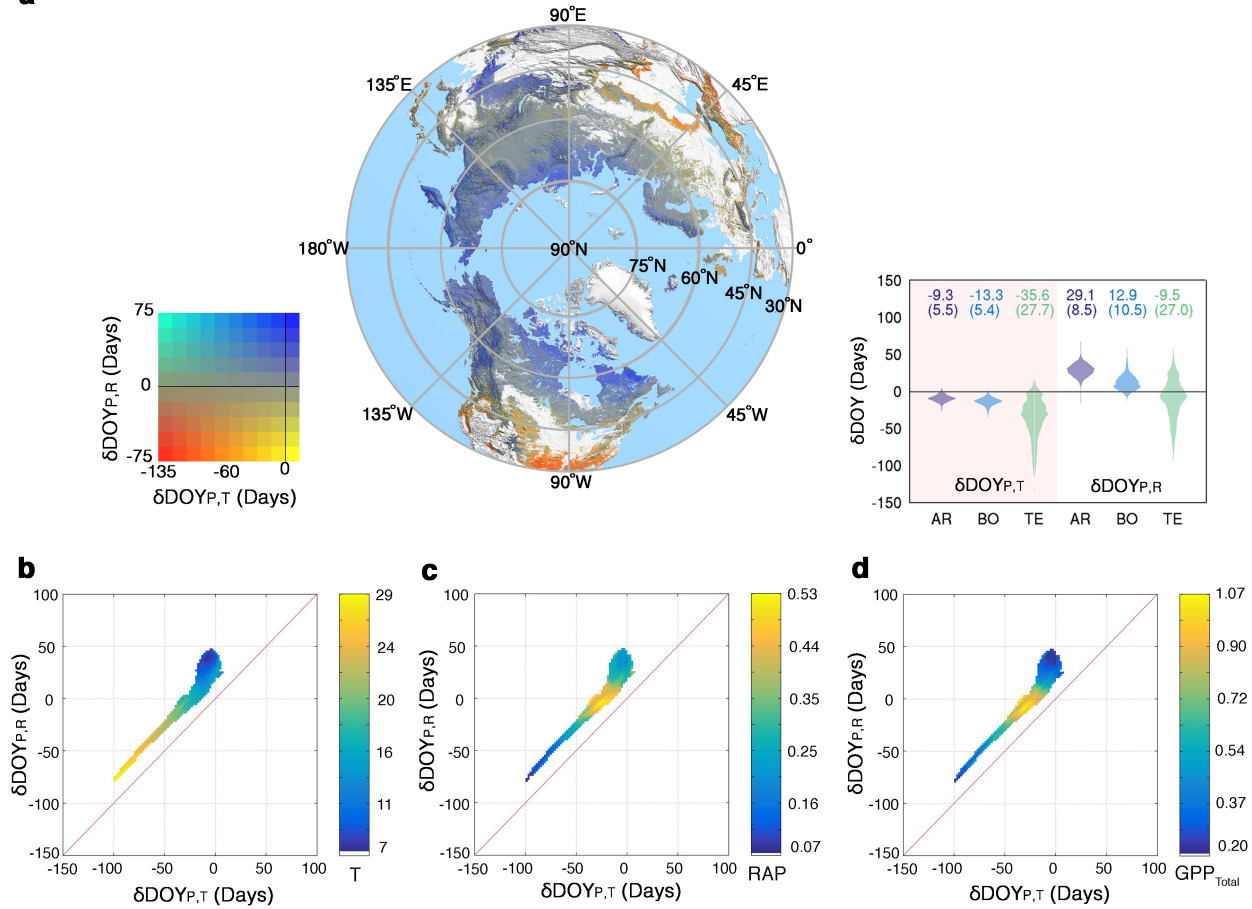 a
90°E
135°E
45°E
180°W
90°N
0°
75°N
60°N
45°N
30°N
135°W
45°W
90°W
75
0
-75
-135
-60
0
δDOYP,R (Days)
δDOYP,T (Days)
150
100
50
0
-50
-100
-150
δDOY (Days)
-9.3 -13.3 -35.6 29.1 12.9 -9.5
(5.5) (5.4) (27.7) (8.5) (10.5) (27.0)
δDOYP,T δDOYP,R
AR BO TE AR BO TE
b
100
50
0
-50
-100
-150
-150 -100 -50 0 50 100
δDOYP,R (Days)
δDOYP,T (Days)
29
24
20
16
11
7
T
c
100
50
0
-50
-100
-150
-150 -100 -50 0 50 100
δDOYP,R (Days)
δDOYP,T (Days)
0.53
0.44
0.35
0.25
0.16
0.07
RAP
d
100
50
0
-50
-100
-150
-150 -100 -50 0 50 100
δDOYP,R (Days)
δDOYP,T (Days)
1.07
0.90
0.72
0.54
0.37
0.20
GPPTotal